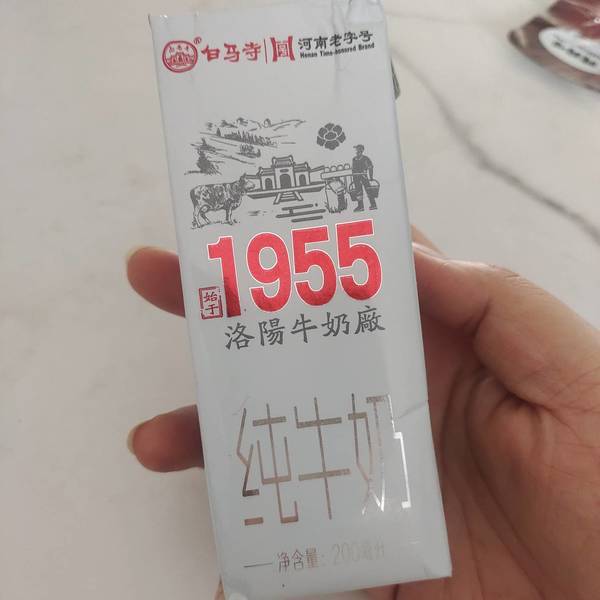 白马寺® 河南老字号
Henan Time-honored Brand
始于
1955
洛陽牛奶廠
纯牛奶
净含量: 200毫升